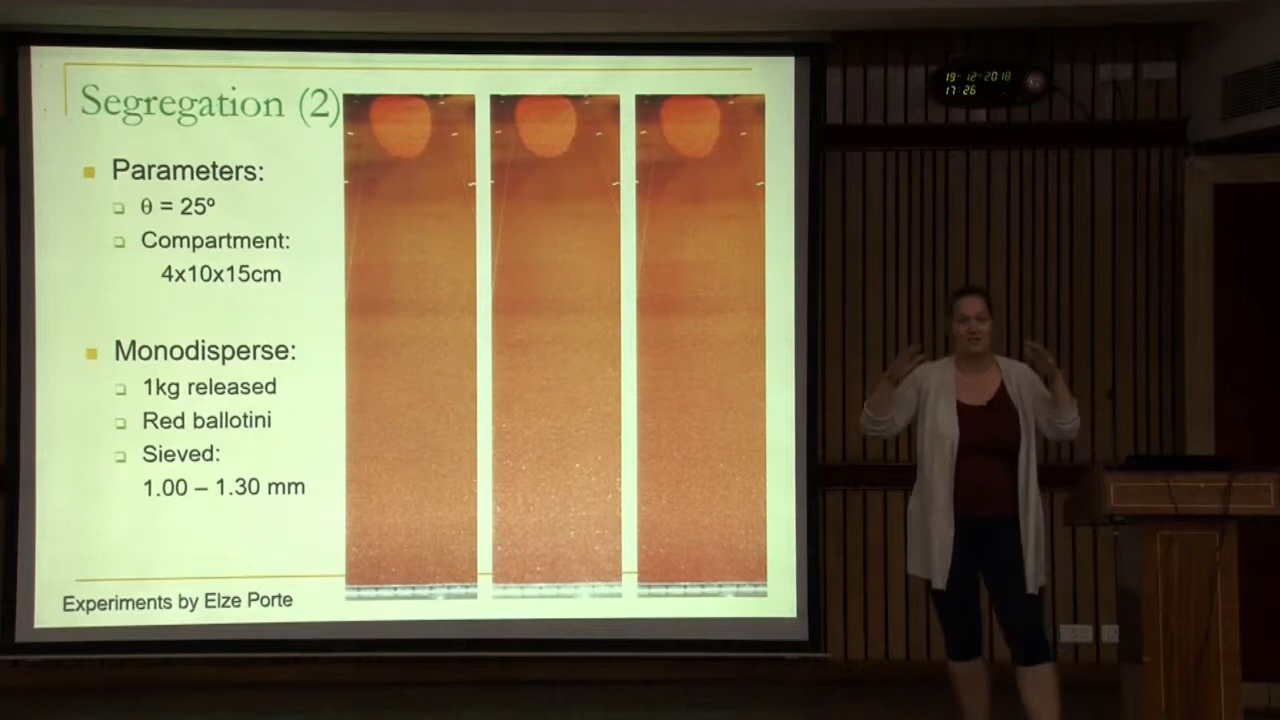 Segregation (2)
Parameters:
θ = 25º
Compartment:
4x10x15cm
Monodisperse:
1kg released
Red ballotini
Sieved:
1.00 – 1.30 mm
Experiments by Elze Porte
19-12-2018
17:26